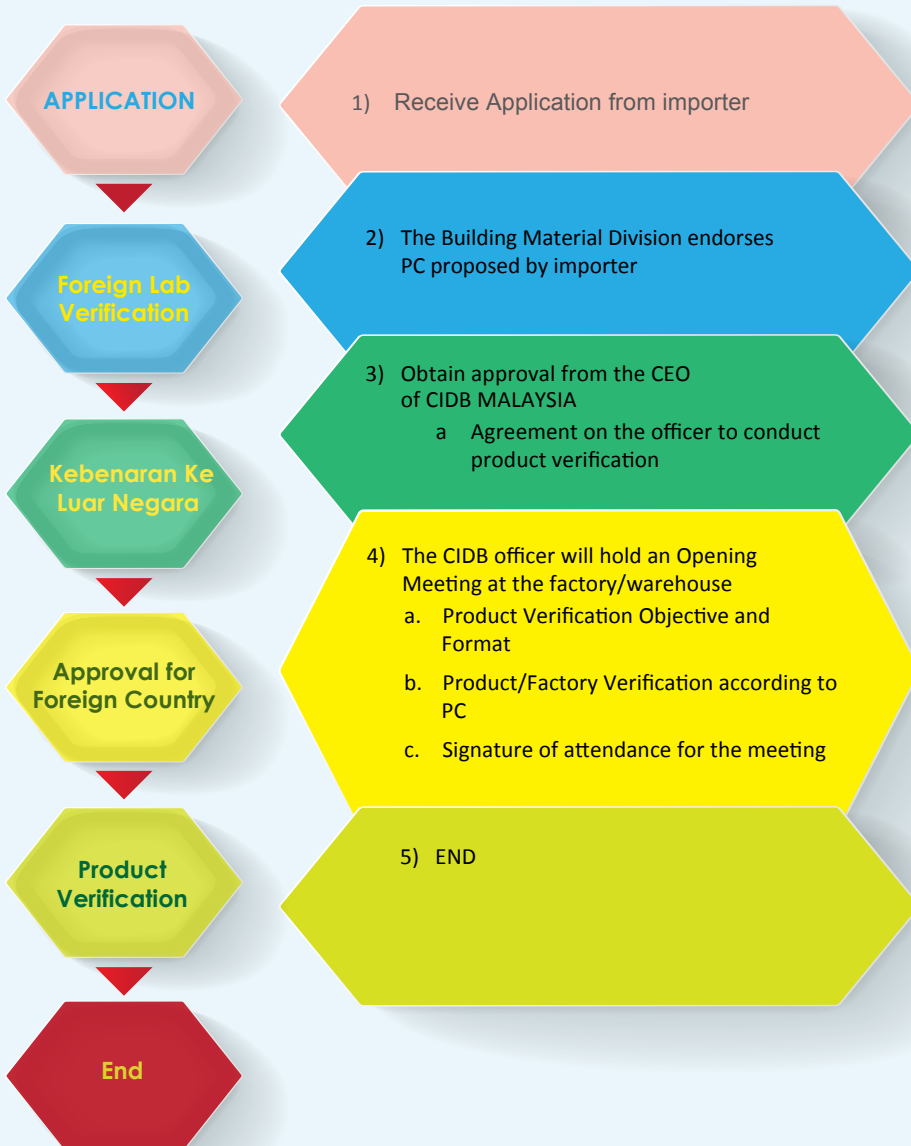 APPLICATION
1) Receive Application from importer
Foreign Lab
Verification
2) The Building Material Division endorses
PC proposed by importer
Kebenaran Ke
Luar Negara
3) Obtain approval from the CEO
of CIDB MALAYSIA
a Agreement on the officer to conduct
product verification
Approval for
Foreign Country
4) The CIDB officer will hold an Opening
Meeting at the factory/warehouse
a. Product Verification Objective and
Format
b. Product/Factory Verification according to
PC
c. Signature of attendance for the meeting
Product
Verification
5) END
End